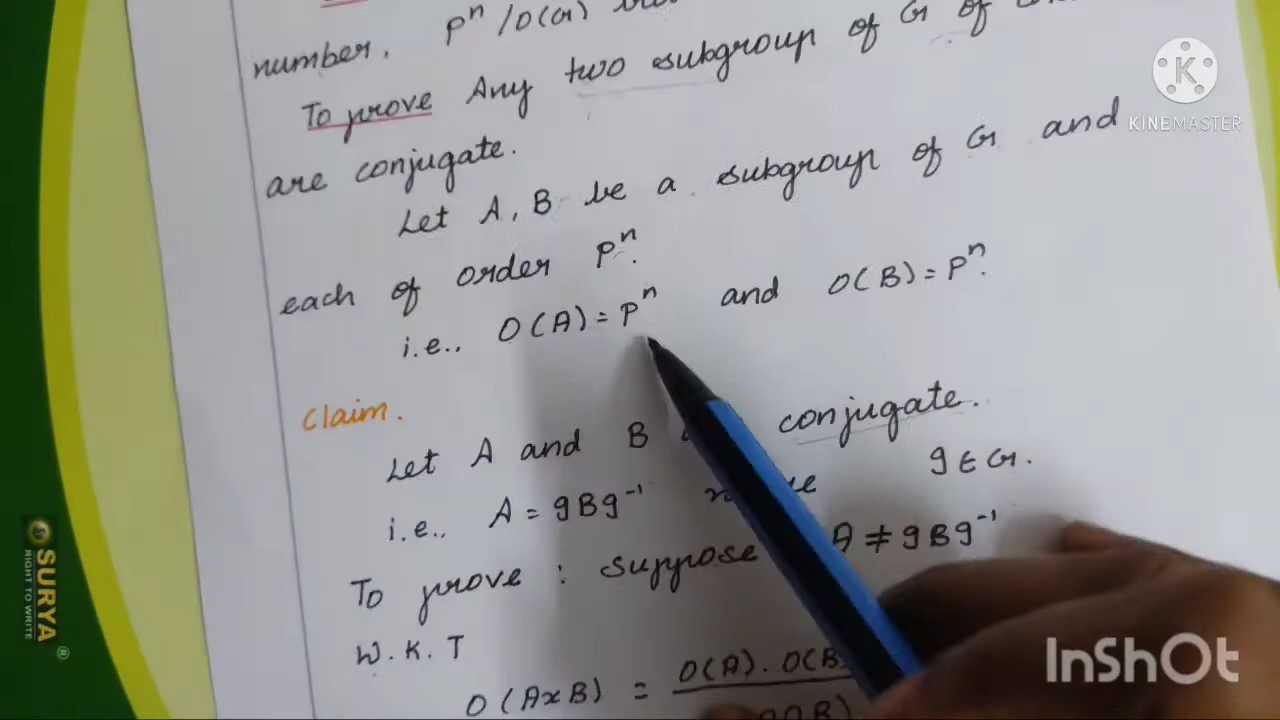 number. pⁿ/O(G)
To prove Any two subgroup of G of
are conjugate.
Let A, B be a subgroup of G and
each of order pⁿ.
i.e., O(A) = pⁿ and O(B) = pⁿ.
Claim.
Let A and B conjugate.
i.e., A = gBg⁻¹ g ∈ G.
To prove : suppose A ≠ gBg⁻¹
W.K.T
O(AxB) = O(A). O(B
KINEMASTER
InShOt
SURYA
RIGHT TO WRITE